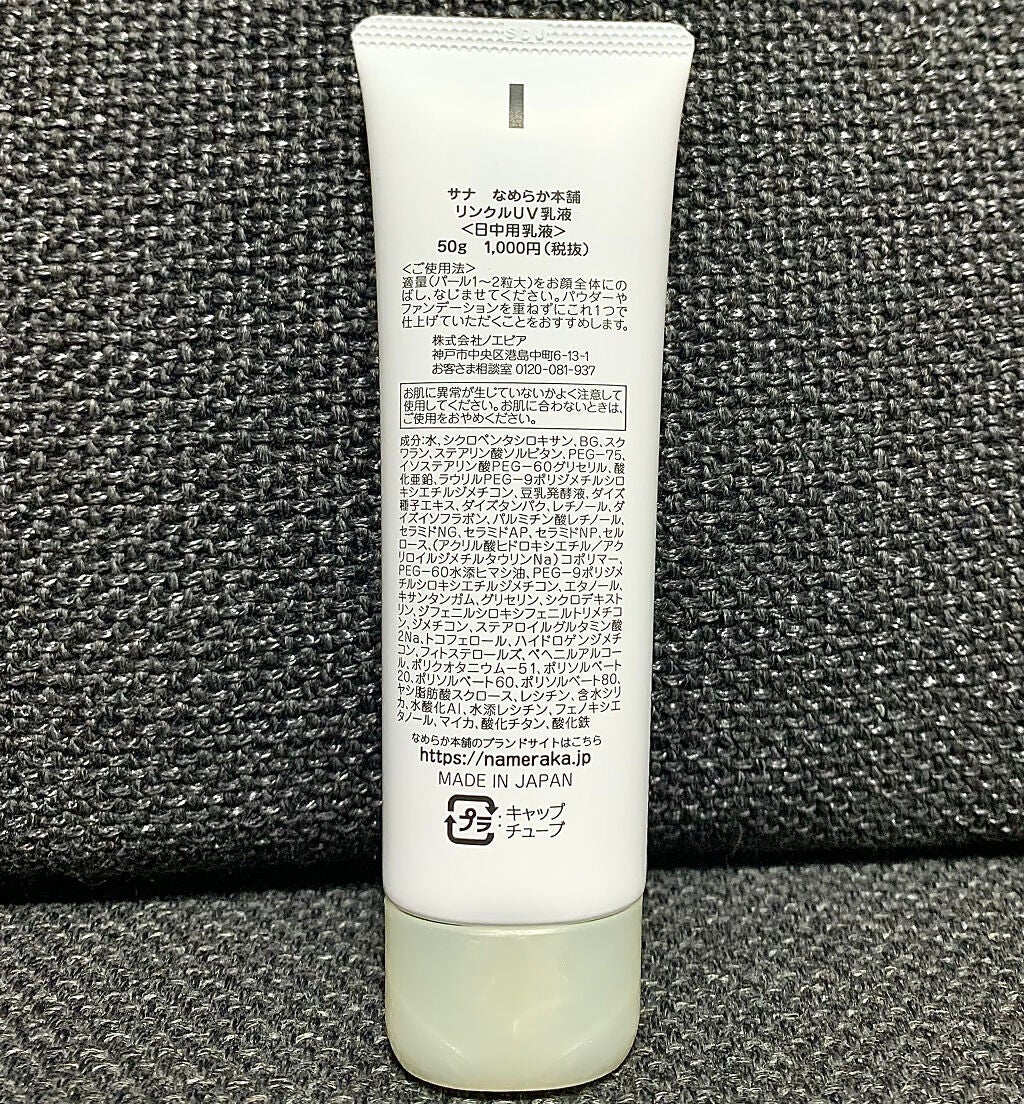 SDJ
サナ なめらか本舗
リンクルUV乳液
＜日中用乳液＞
50g 1,000円(税抜)
＜ご使用法＞
適量(パール1～2粒大)をお顔全体にの
ばし、なじませてください。パウダーや
ファンデーションを重ねずにこれ1つで
仕上げていただくことをおすすめします。
株式会社ノエビア
神戸市中央区港島中町6-13-1
お客さま相談室 0120-081-937
お肌に異常が生じていないかよく注意して
使用してください。お肌に合わないときは、
ご使用をおやめください。
成分:水、シクロペンタシロキサン、BG、スク
ワラン、ステアリン酸ソルビタン、PEG-75、
イソステアリン酸PEG-60グリセリル、酸
化亜鉛、ラウリルPEG-9ポリジメチルシロ
キシエチルジメチコン、豆乳発酵液、ダイズ
種子エキス、ダイズタンパク、レチノール、ダ
イズイソフラボン、パルミチン酸レチノール、
セラミドNG、セラミドAP、セラミドNP、セル
ロース、(アクリル酸ヒドロキシエチル/アク
リロイルジメチルタウリンNa)コポリマー、
PEG-60水添ヒマシ油、PEG-9ポリジメ
チルシロキシエチルジメチコン、エタノール、
キサンタンガム、グリセリン、シクロデキスト
リン、ジフェニルシロキシフェニルトリメチコ
ン、ジメチコン、ステアロイルグルタミン酸
2Na、トコフェロール、ハイドロゲンジメチ
コン、フィトステロールズ、ベヘニルアルコー
ル、ポリクオタニウム-51、ポリソルベート
20、ポリソルベート60、ポリソルベート80、
ヤシ脂肪酸スクロース、レシチン、含水シリ
カ、水酸化Al、水添レシチン、フェノキシエ
タノール、マイカ、酸化チタン、酸化鉄
なめらか本舗のブランドサイトはこちら
https://nameraka.jp
MADE IN JAPAN
プラ : キャップ
チューブ